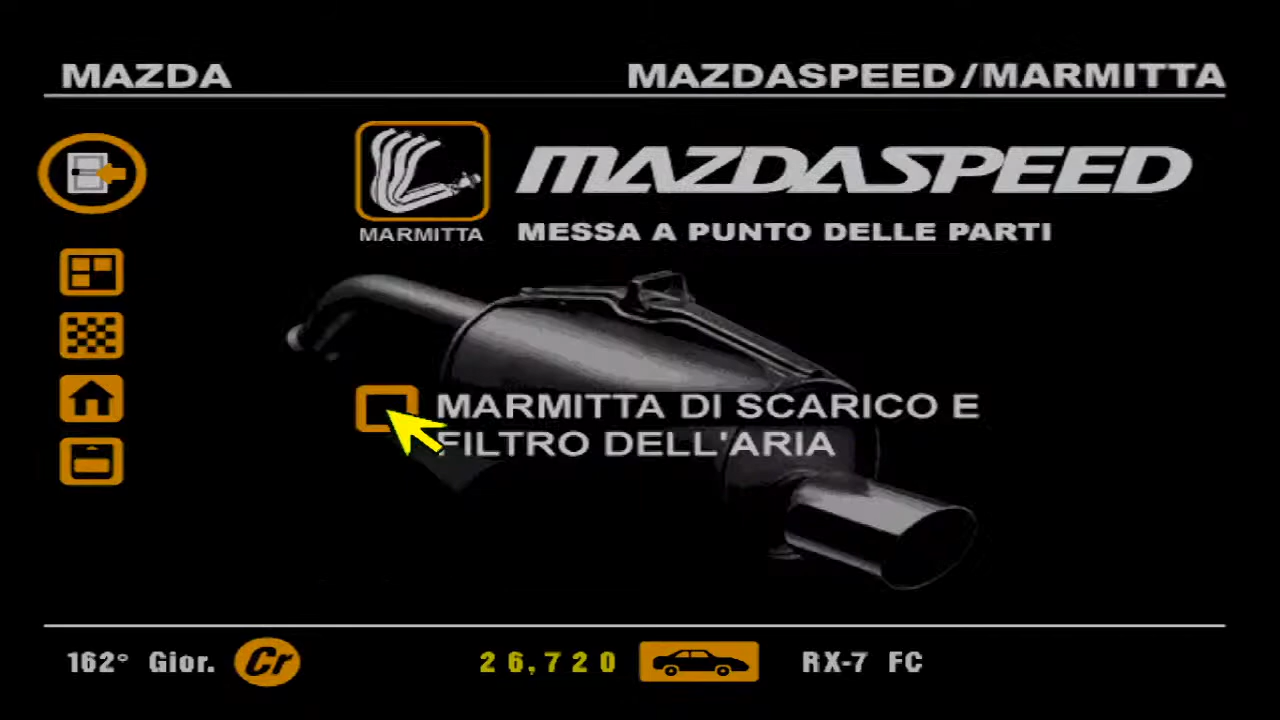 MAZDA
MAZDASPEED/MARMITTA
MAZDASPEED
MARMITTA
MESSA A PUNTO DELLE PARTI
MARMITTA DI SCARICO E
FILTRO DELL'ARIA
162° Gior. Cr 26,720 RX-7 FC